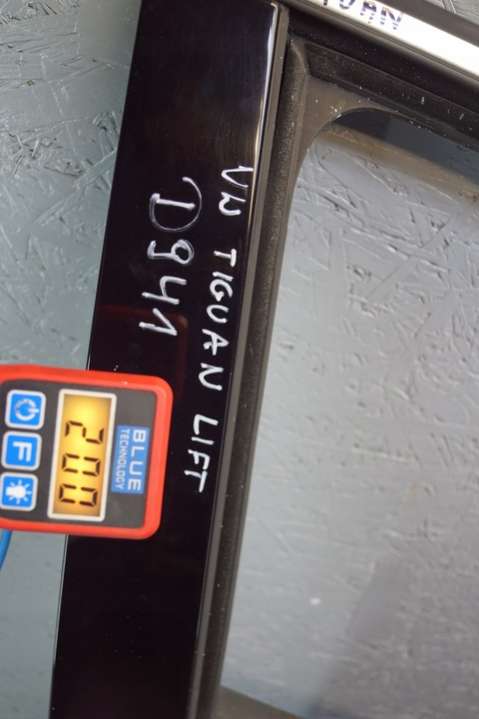 VW TIGUAN LIFT
D941
BLUE
TECHNOLOGY
200
F